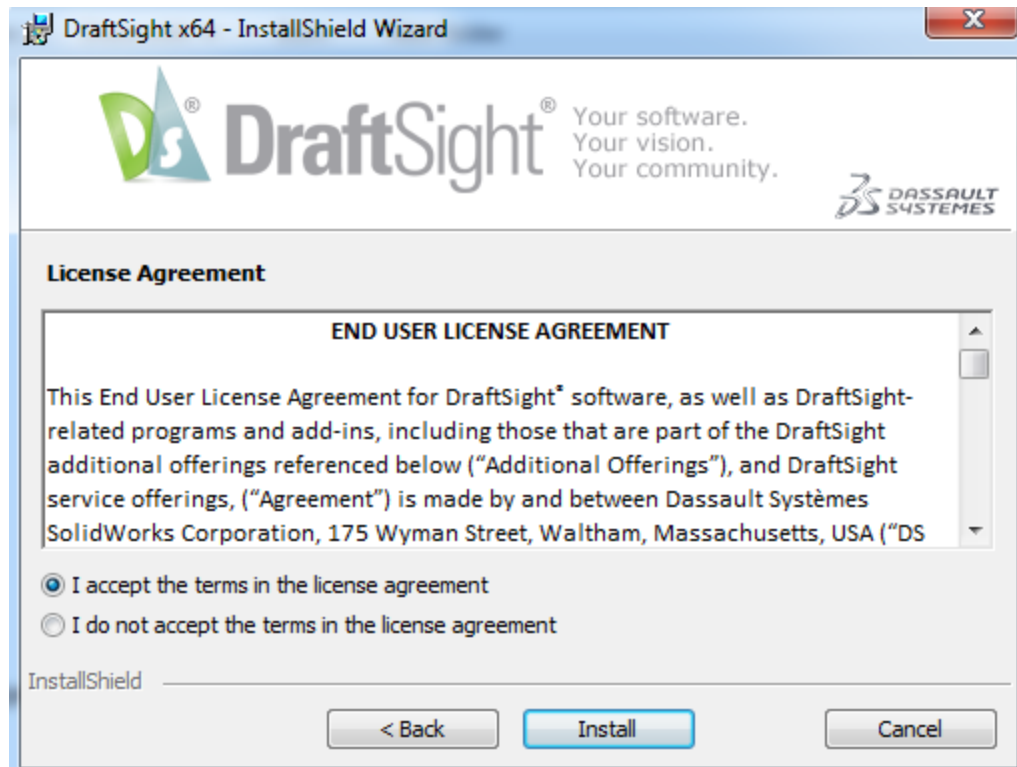 DraftSight x64 - InstallShield Wizard
DS® DraftSight® Your software.
Your vision.
Your community.
DS DASSAULT
SYSTEMES
License Agreement
END USER LICENSE AGREEMENT
This End User License Agreement for DraftSight® software, as well as DraftSight-
related programs and add-ins, including those that are part of the DraftSight
additional offerings referenced below (“Additional Offerings”), and DraftSight
service offerings, (“Agreement”) is made by and between Dassault Systèmes
SolidWorks Corporation, 175 Wyman Street, Waltham, Massachusetts, USA (“DS
I accept the terms in the license agreement
I do not accept the terms in the license agreement
InstallShield
< Back Install Cancel